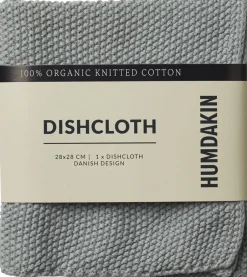 100% ORGANIC KNITTED COTTON
DISHCLOTH
28x28 CM | 1 x DISHCLOTH
DANISH DESIGN
HUMDAKIN